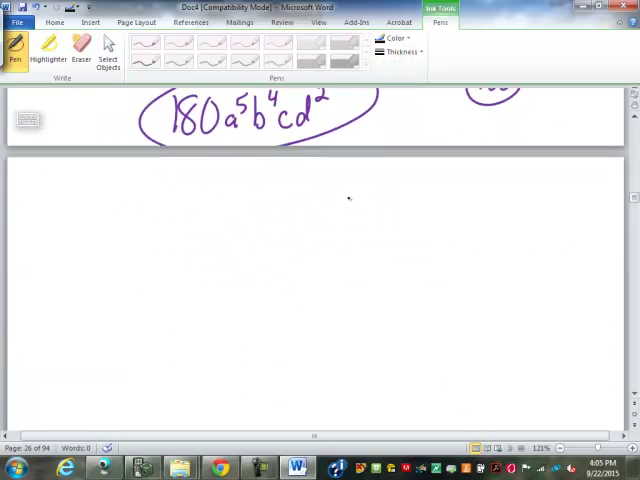 Doc4 [Compatibility Mode] - Microsoft Word
Ink Tools
File Home Insert Page Layout References Mailings Review View Add-Ins Acrobat Pens
Pen Highlighter Eraser Select Objects
Color
Thickness
Write Pens
180a⁵b⁴cd²
Page: 26 of 94 Words: 0 121%
4:05 PM
9/22/2015